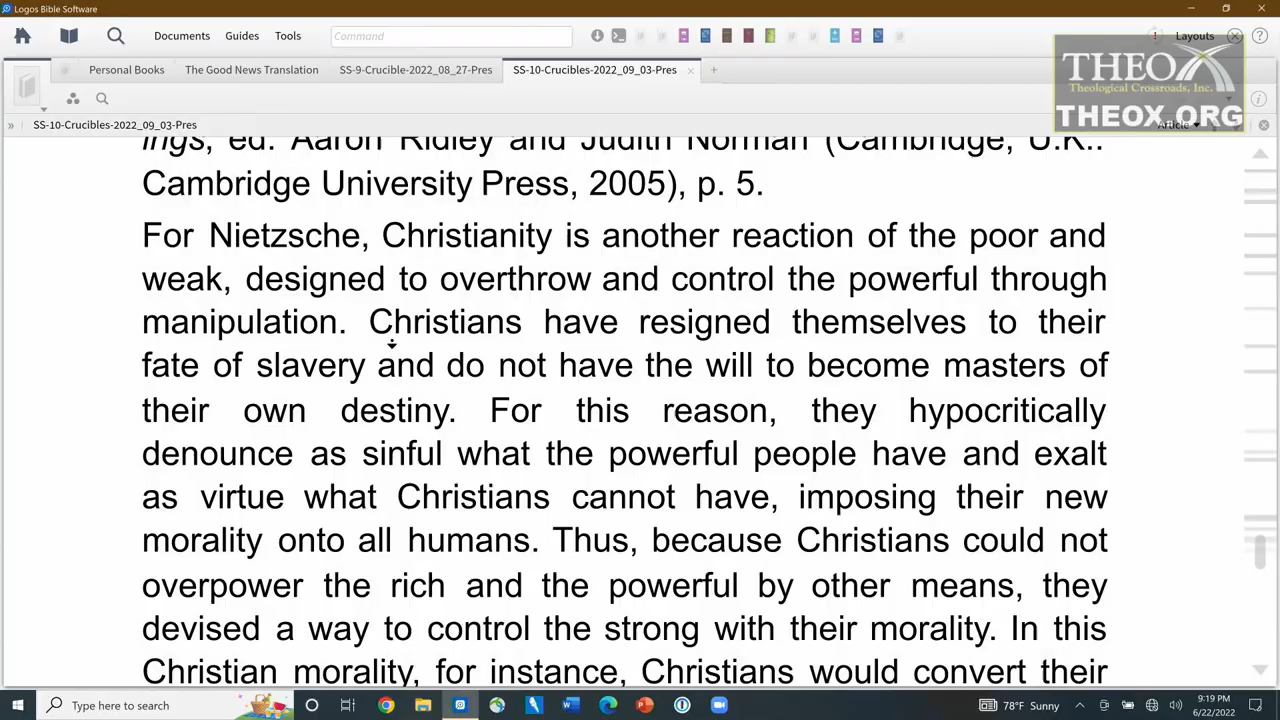 Logos Bible Software
Documents Guides Tools Command Layouts
Personal Books The Good News Translation SS-9-Crucible-2022_08_27-Pres SS-10-Crucibles-2022_09_03-Pres
THEOX
Theological Crossroads, Inc.
THEOX.ORG
SS-10-Crucibles-2022_09_03-Pres Article
ings, ed. Aaron Ridley and Judith Norman (Cambridge, U.K.:
Cambridge University Press, 2005), p. 5.
For Nietzsche, Christianity is another reaction of the poor and
weak, designed to overthrow and control the powerful through
manipulation. Christians have resigned themselves to their
fate of slavery and do not have the will to become masters of
their own destiny. For this reason, they hypocritically
denounce as sinful what the powerful people have and exalt
as virtue what Christians cannot have, imposing their new
morality onto all humans. Thus, because Christians could not
overpower the rich and the powerful by other means, they
devised a way to control the strong with their morality. In this
Christian morality, for instance, Christians would convert their
Type here to search 78°F Sunny 9:19 PM
6/22/2022